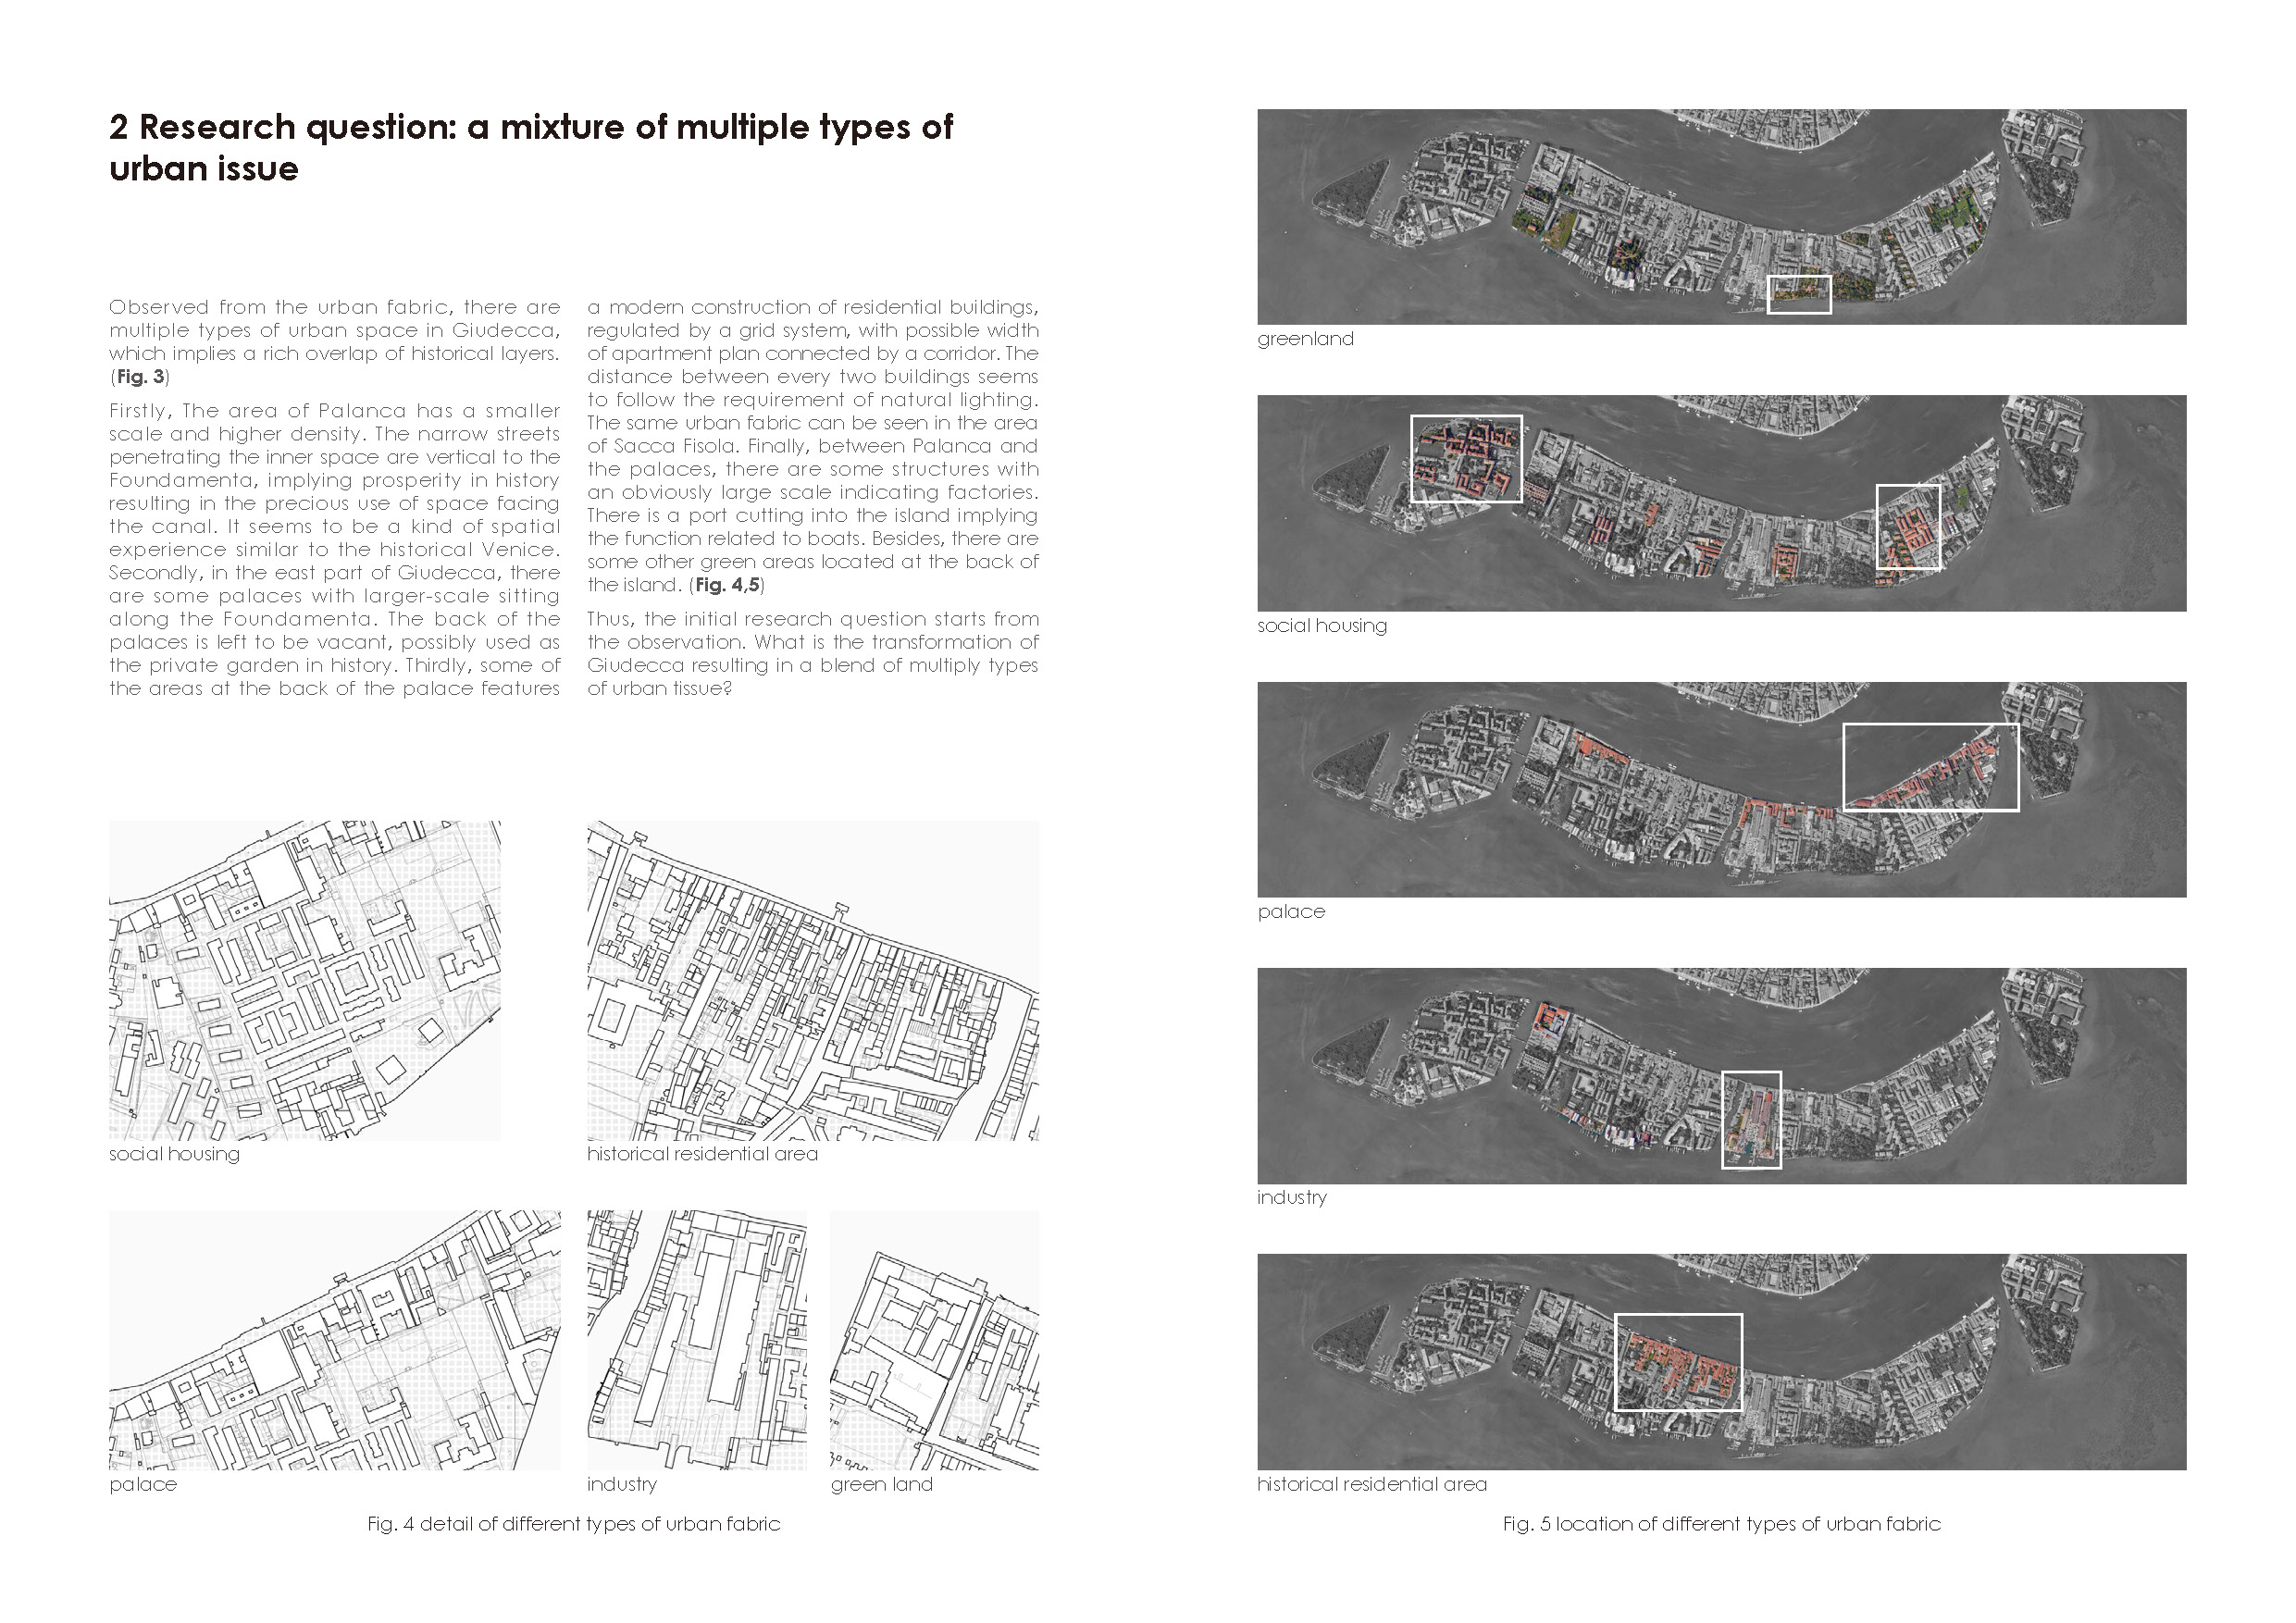 2 Research question: a mixture of multiple types of
urban issue
Observed from the urban fabric, there are
multiple types of urban space in Giudecca,
which implies a rich overlap of historical layers.
(Fig. 3)
Firstly, The area of Palanca has a smaller
scale and higher density. The narrow streets
penetrating the inner space are vertical to the
Foundamenta, implying prosperity in history
resulting in the precious use of space facing
the canal. It seems to be a kind of spatial
experience similar to the historical Venice.
Secondly, in the east part of Giudecca, there
are some palaces with larger-scale sitting
along the Foundamenta. The back of the
palaces is left to be vacant, possibly used as
the private garden in history. Thirdly, some of
the areas at the back of the palace features
a modern construction of residential buildings,
regulated by a grid system, with possible width
of apartment plan connected by a corridor. The
distance between every two buildings seems
to follow the requirement of natural lighting.
The same urban fabric can be seen in the area
of Sacca Fisola. Finally, between Palanca and
the palaces, there are some structures with
an obviously large scale indicating factories.
There is a port cutting into the island implying
the function related to boats. Besides, there are
some other green areas located at the back of
the island. (Fig. 4,5)
Thus, the initial research question starts from
the observation. What is the transformation of
Giudecca resulting in a blend of multiply types
of urban tissue?
social housing
historical residential area
palace
industry
green land
Fig. 4 detail of different types of urban fabric
greenland
social housing
palace
industry
historical residential area
Fig. 5 location of different types of urban fabric